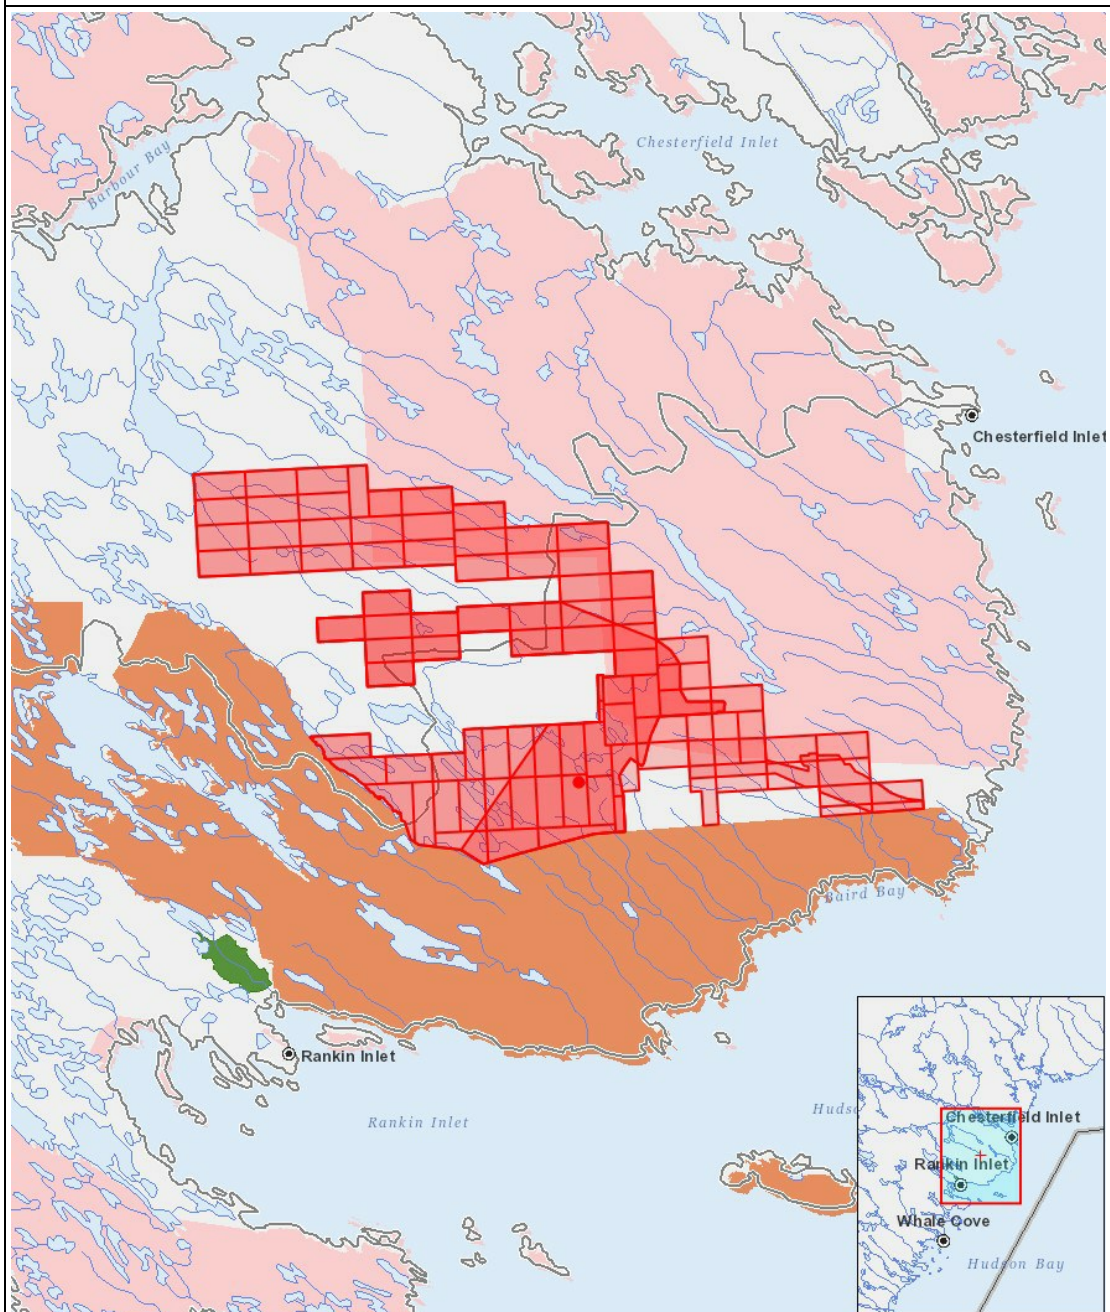 Chesterfield Inlet
Barbour Bay
Chesterfield Inlet
Baird Bay
Rankin Inlet
Rankin Inlet
Chesterfield Inlet
Rankin Inlet
Whale Cove
Hudson Bay